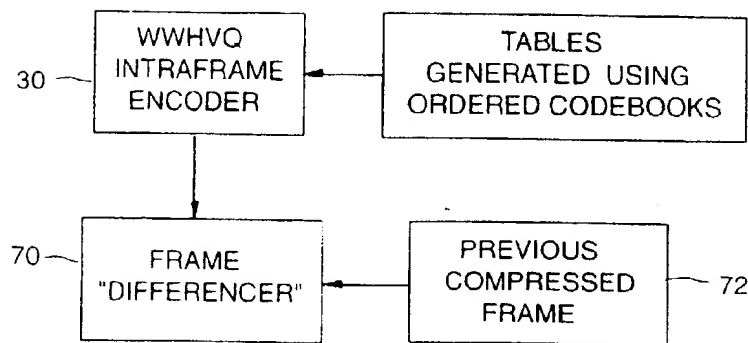 WWHVQ
INTRAFRAME
ENCODER
30
TABLES
GENERATED USING
ORDERED CODEBOOKS
70
FRAME
"DIFFERENCER"
PREVIOUS
COMPRESSED
FRAME
72